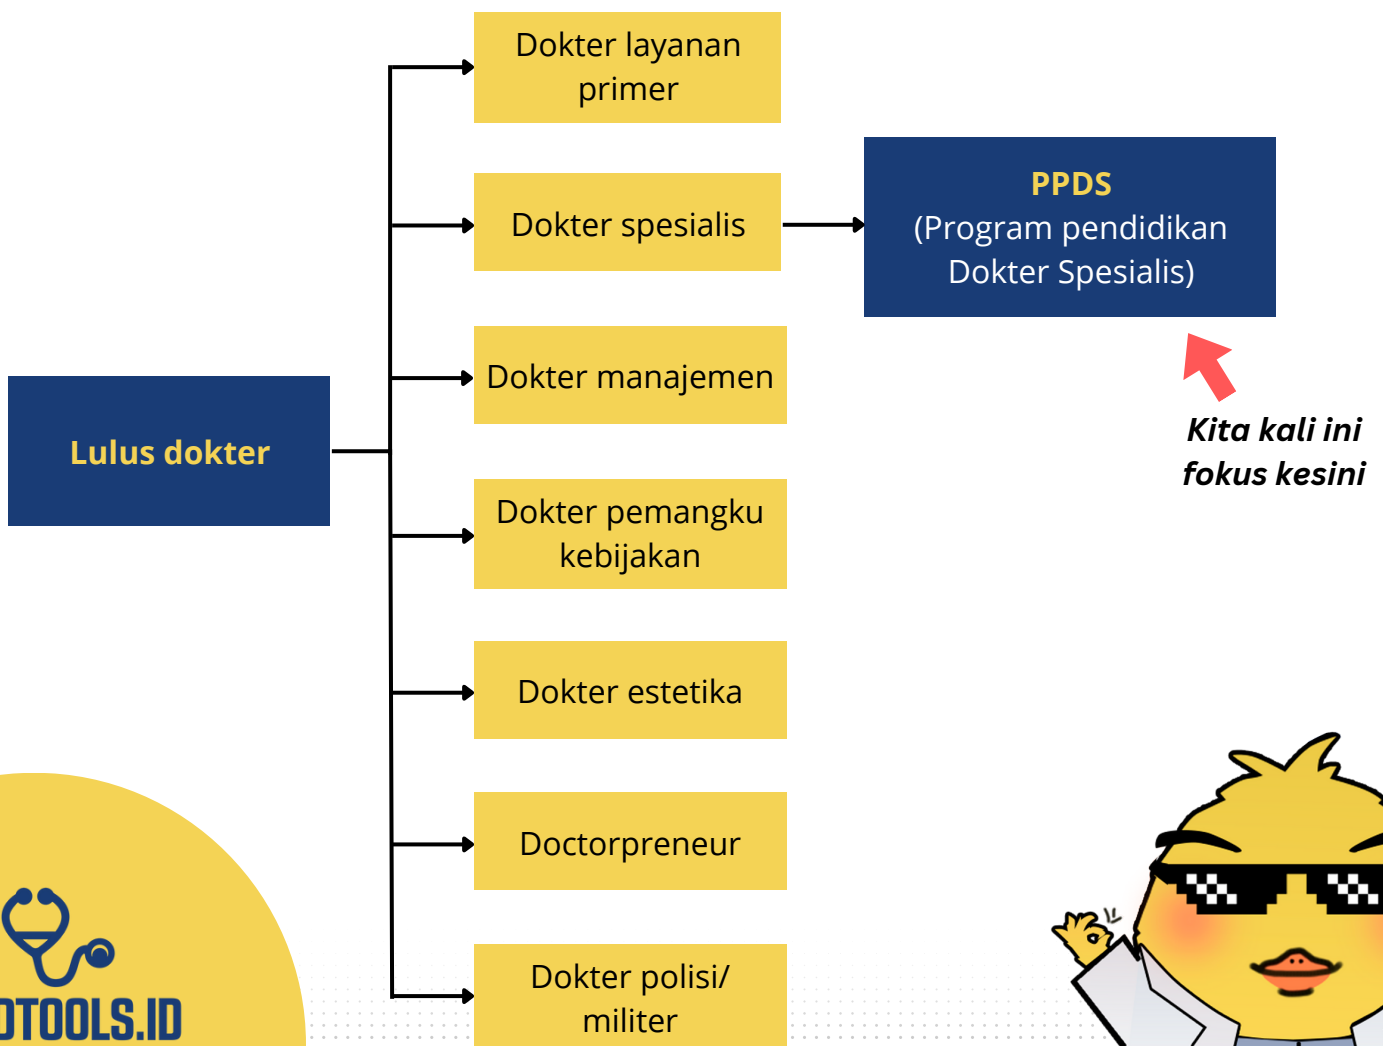 Dokter layanan
primer
Dokter spesialis
PPDS
(Program pendidikan
Dokter Spesialis)
Kita kali ini
fokus kesini
Dokter manajemen
Lulus dokter
Dokter pemangku
kebijakan
Dokter estetika
Doctorpreneur
Dokter polisi/
militer
DTOOLS.ID